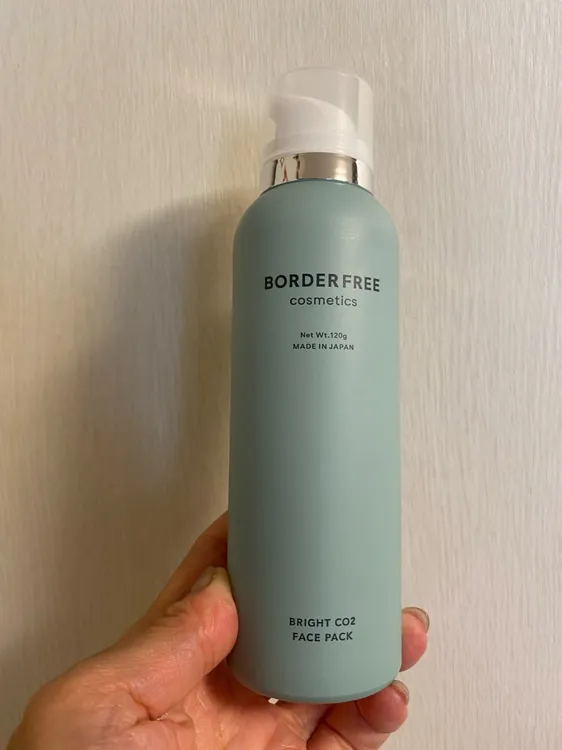 BORDERFREE
cosmetics
Net Wt.120g
MADE IN JAPAN
BRIGHT CO2
FACE PACK